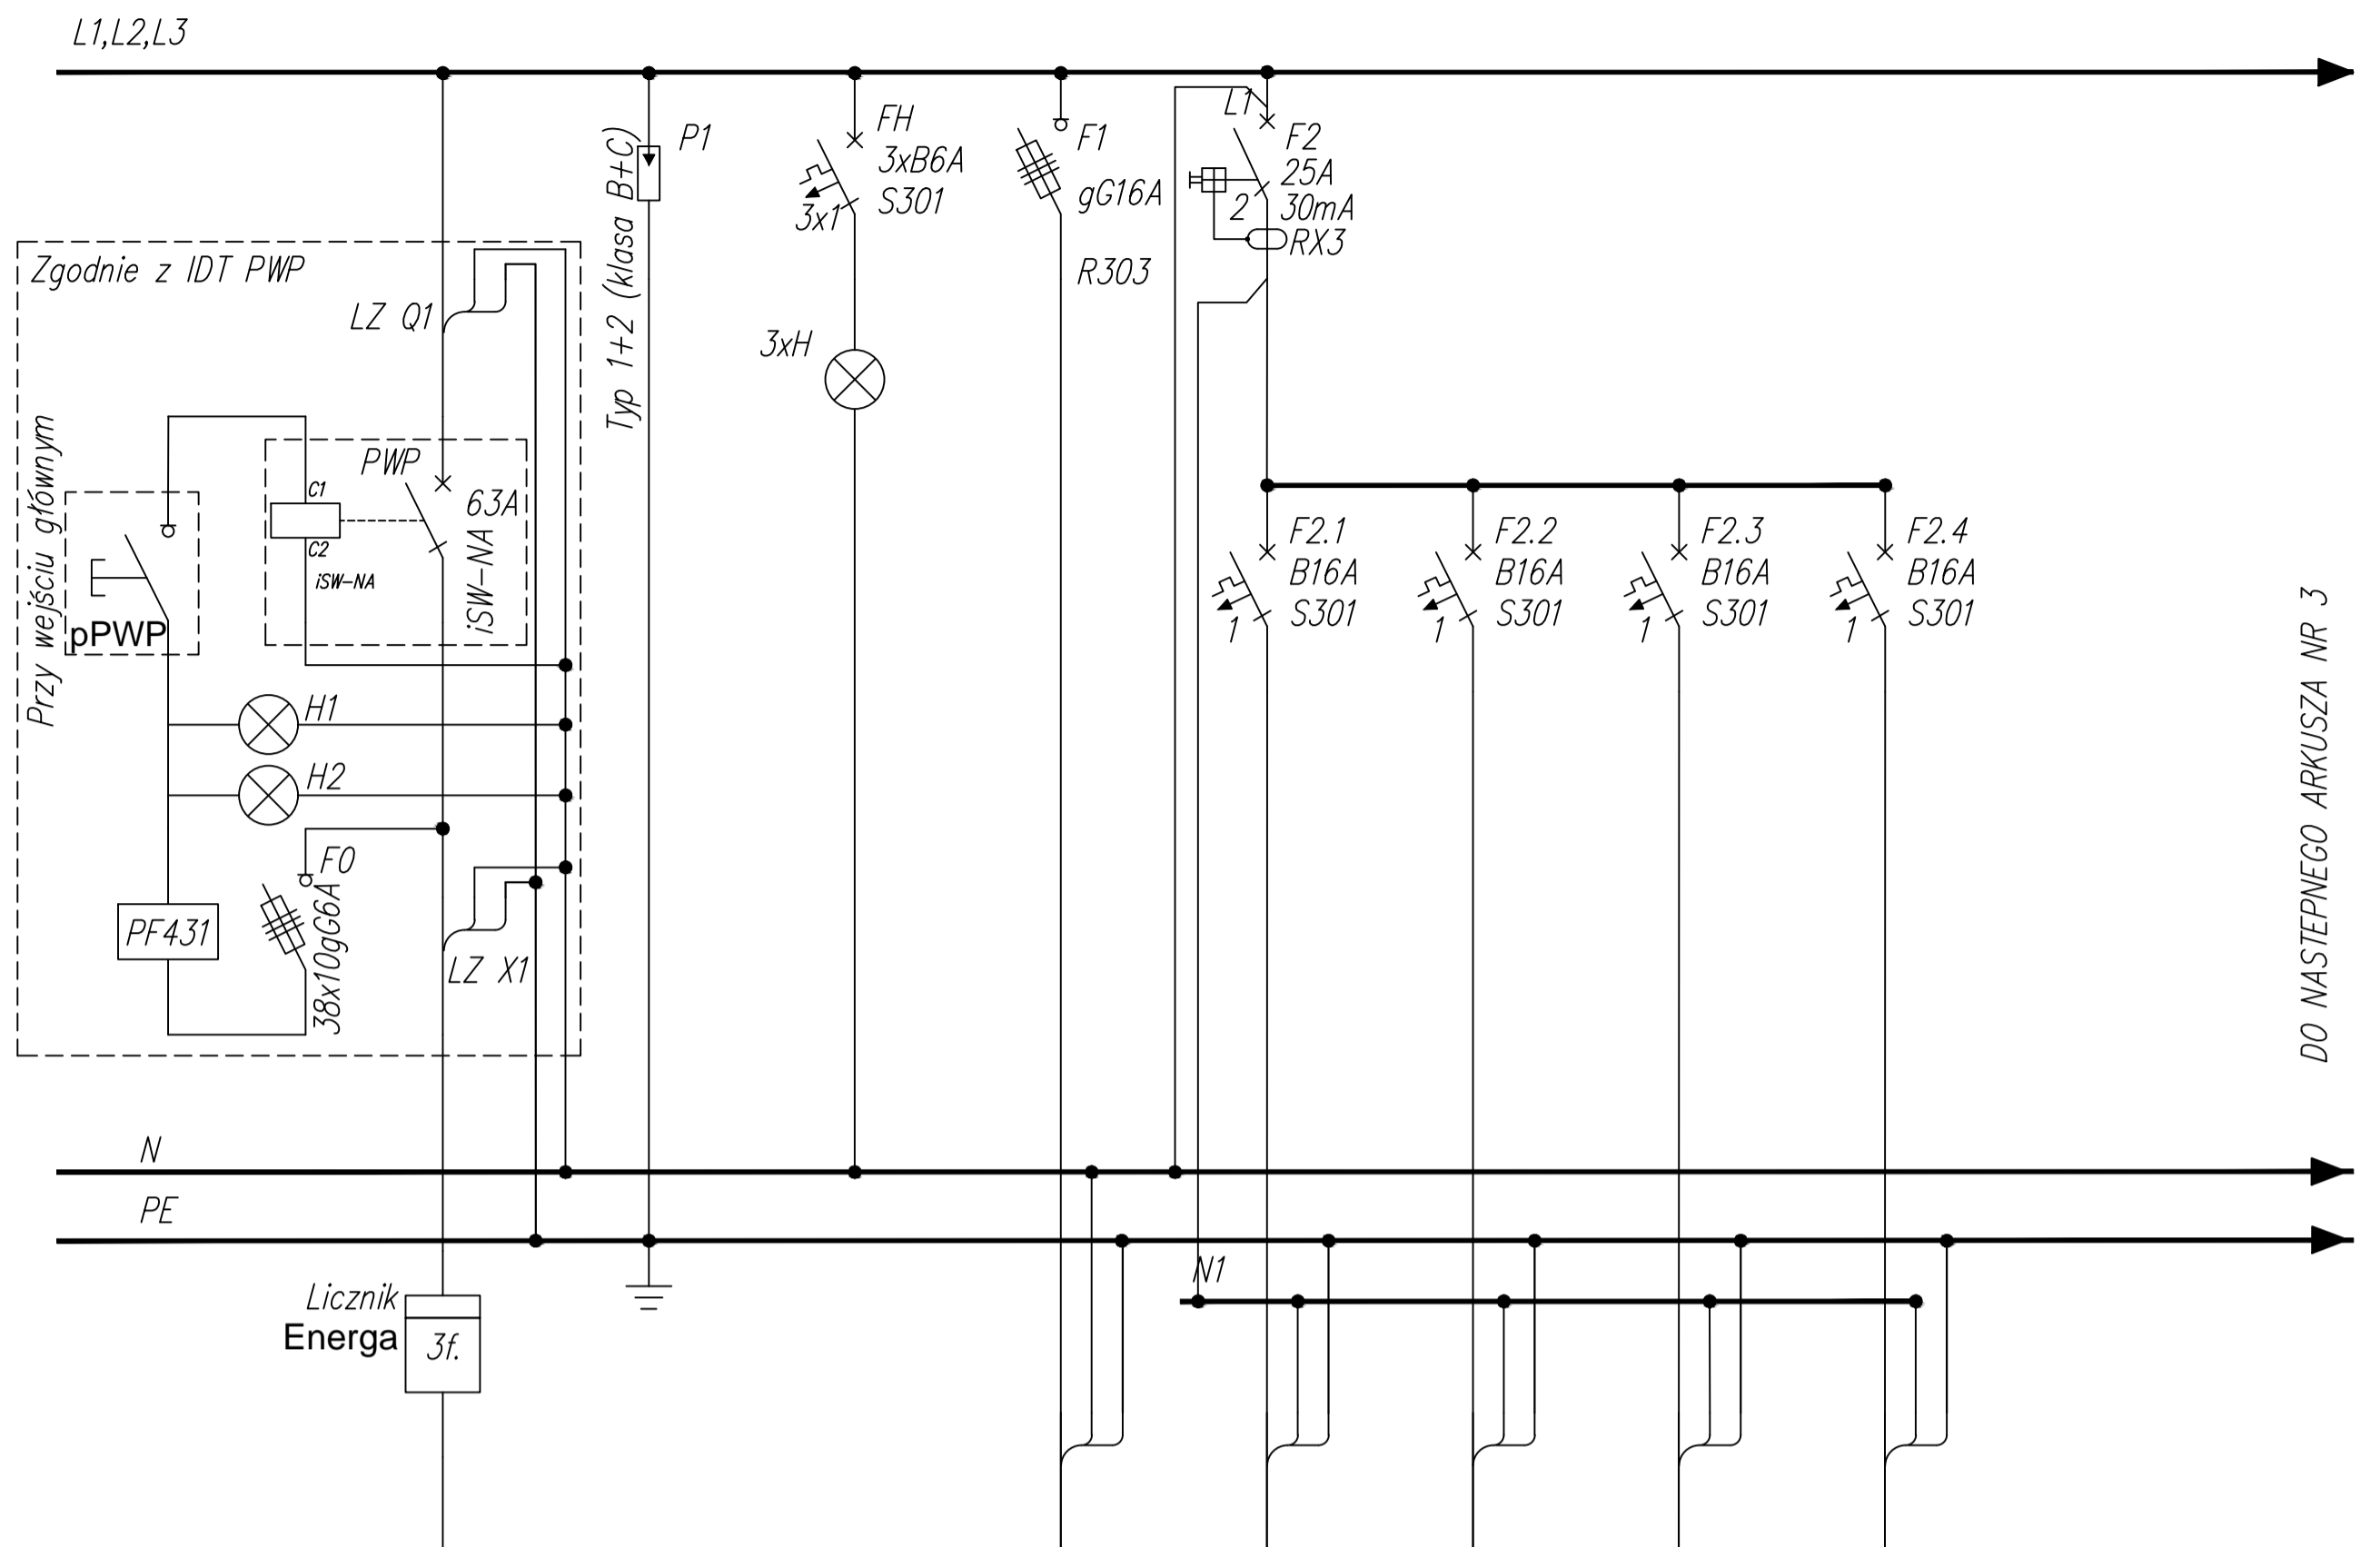 L1,L2,L3
P1
Typ 1+2 (klasa B+C)
FH
3xB6A
S301
3x1
3xH
F1
gG16A
R303
L1
F2
25A
30mA
RX3
2
Zgodnie z IDT PWP
LZ Q1
Przy wejściu głównym
pPWP
PWP
63A
iSW-NA
C1
C2
iSW-NA
H1
H2
F0
38x10gG6A
PF431
LZ X1
F2.1
B16A
S301
1
F2.2
B16A
S301
1
F2.3
B16A
S301
1
F2.4
B16A
S301
1
DO NASTEPNEGO ARKUSZA NR 3
N
PE
N1
Licznik
Energa
3f.